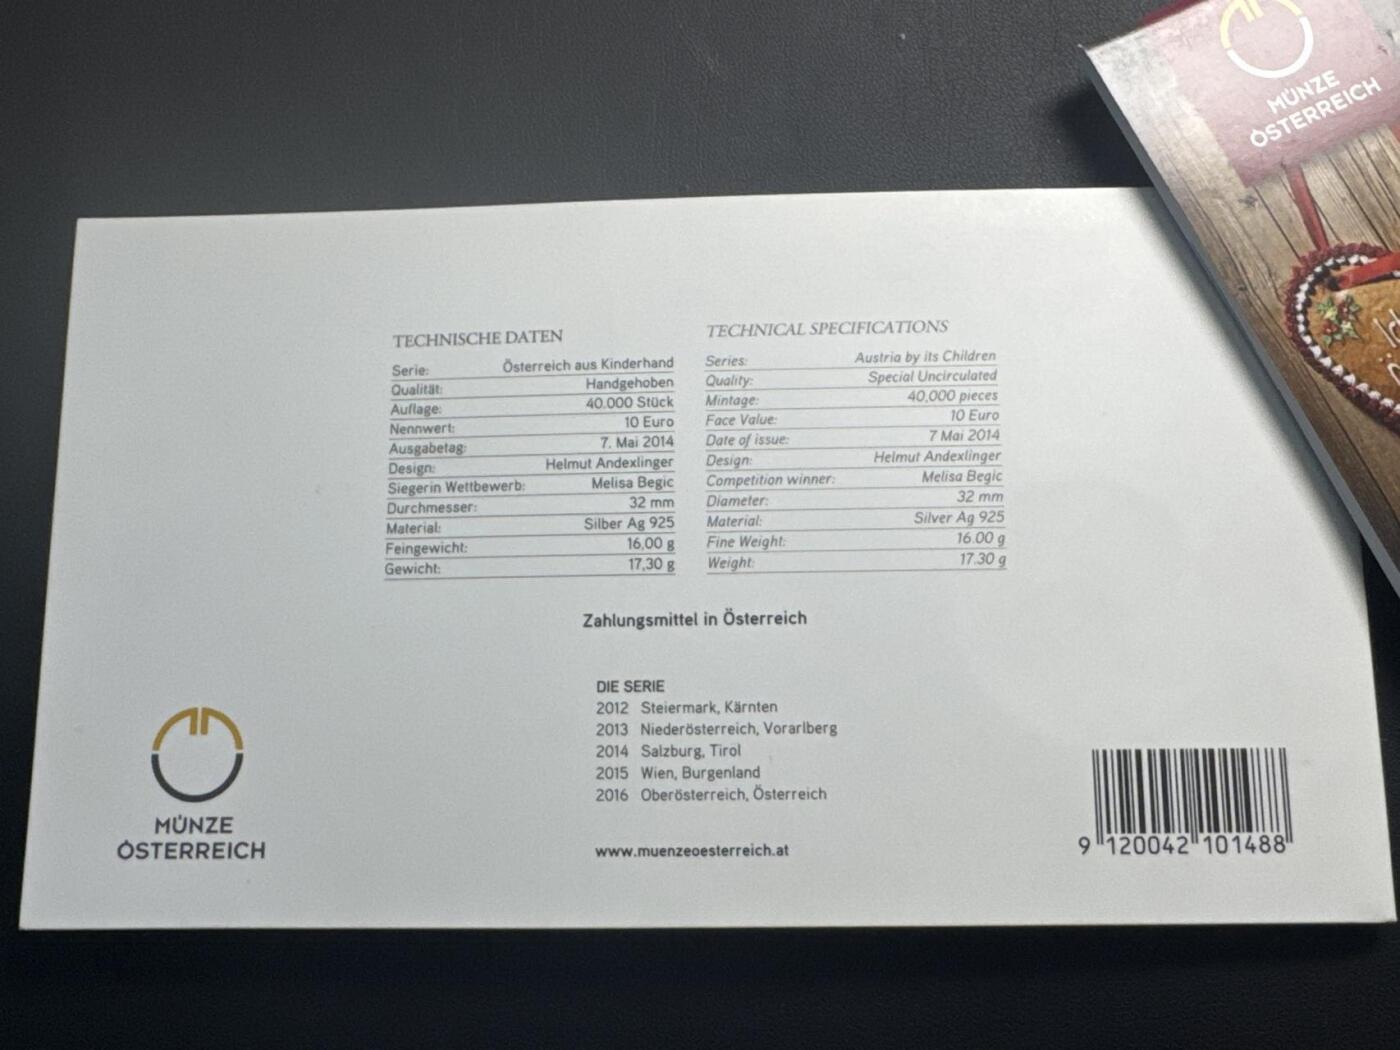 MÜNZE
ÖSTERREICH
TECHNISCHE DATEN
Serie: Österreich aus Kinderhand
Qualität: Handgehoben
Auflage: 40.000 Stück
Nennwert: 10 Euro
Ausgabetag: 7. Mai 2014
Design: Helmut Andexlinger
Siegerin Wettbewerb: Melisa Begic
Durchmesser: 32 mm
Material: Silber Ag 925
Feingewicht: 16,00 g
Gewicht: 17,30 g
TECHNICAL SPECIFICATIONS
Series: Austria by its Children
Quality: Special Uncirculated
Mintage: 40,000 pieces
Face Value: 10 Euro
Date of issue: 7 Mai 2014
Design: Helmut Andexlinger
Competition winner: Melisa Begic
Diameter: 32 mm
Material: Silver Ag 925
Fine Weight: 16.00 g
Weight: 17.30 g
Zahlungsmittel in Österreich
DIE SERIE
2012 Steiermark, Kärnten
2013 Niederösterreich, Vorarlberg
2014 Salzburg, Tirol
2015 Wien, Burgenland
2016 Oberösterreich, Österreich
www.muenzeoesterreich.at
MÜNZE
ÖSTERREICH
9 120042 101488